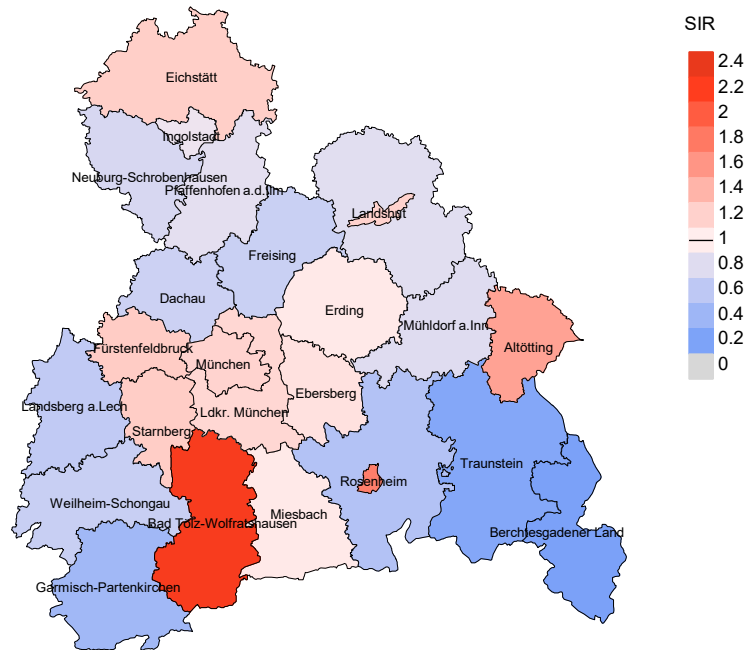 SIR
2.4
2.2
2
1.8
1.6
1.4
1.2
1
0.8
0.6
0.4
0.2
0
Eichstätt
Ingolstadt
Neuburg-Schrobenhausen
Pfaffenhofen a.d.Ilm
Landshut
Freising
Dachau
Erding
Mühldorf a.Inn
Altötting
Fürstenfeldbruck
München
Ebersberg
Landsberg a.Lech
Ldkr. München
Starnberg
Traunstein
Rosenheim
Weilheim-Schongau
Miesbach
Bad Tölz-Wolfratshausen
Berchtesgadener Land
Garmisch-Partenkirchen